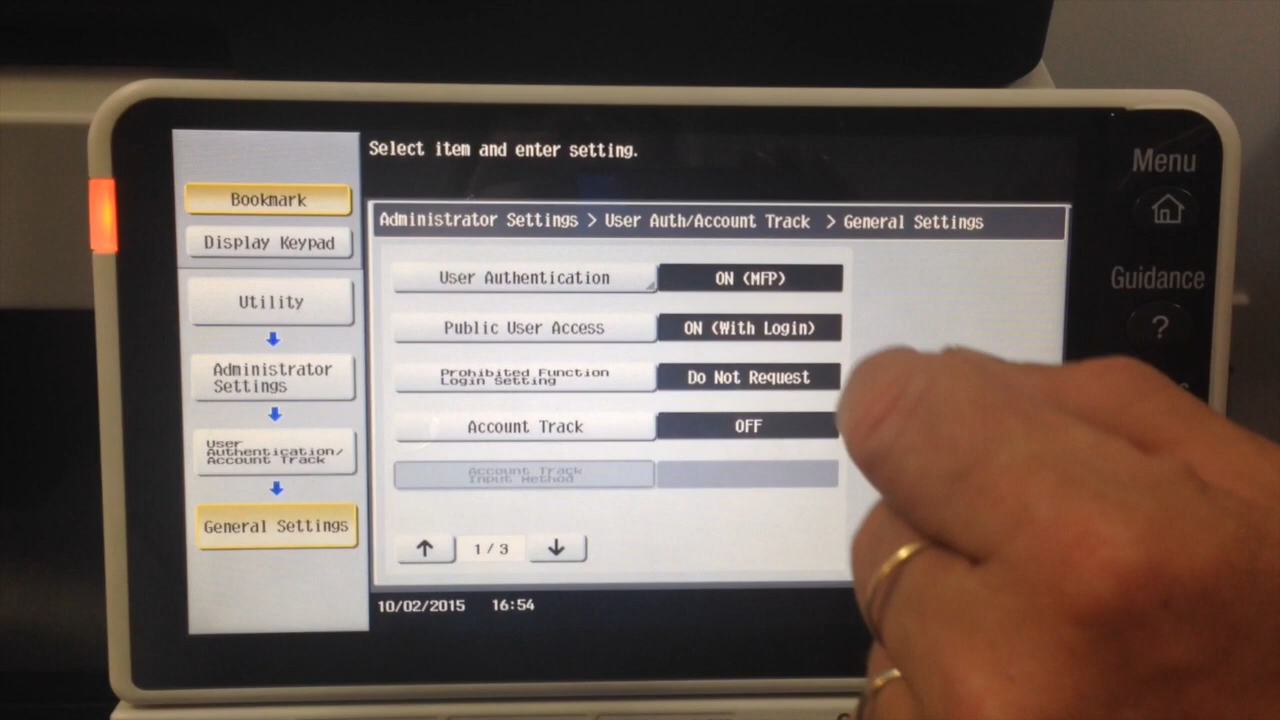 Select item and enter setting.
Bookmark
Display Keypad
Utility
Administrator
Settings
User
Authentication/
Account Track
General Settings
Administrator Settings > User Auth/Account Track > General Settings
User Authentication ON (MFP)
Public User Access ON (With Login)
Prohibited Function
Login Setting
Do Not Request
Account Track OFF
Account Track
Input Method
↑ 1/3 ↓
10/02/2015 16:54
Menu
Guidance
?